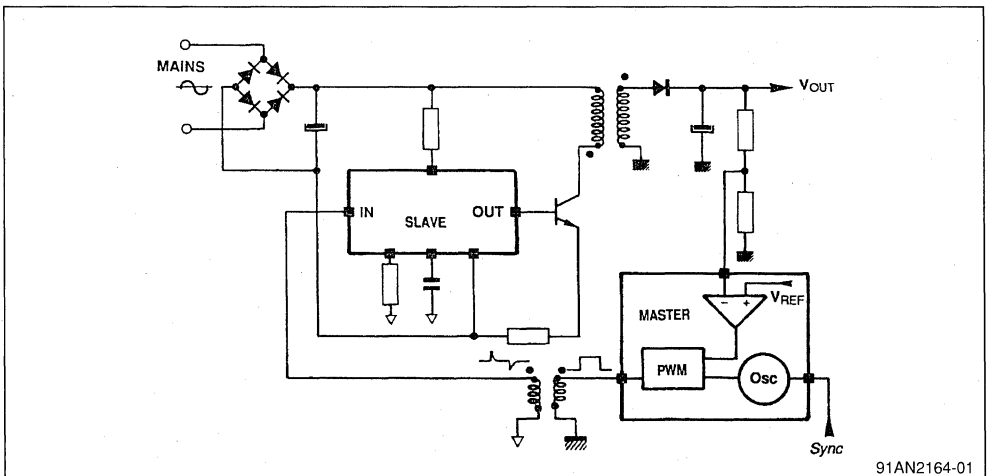 MAINS
VOUT
IN
SLAVE
OUT
VREF
MASTER
PWM
Osc
Sync
91AN2164-01